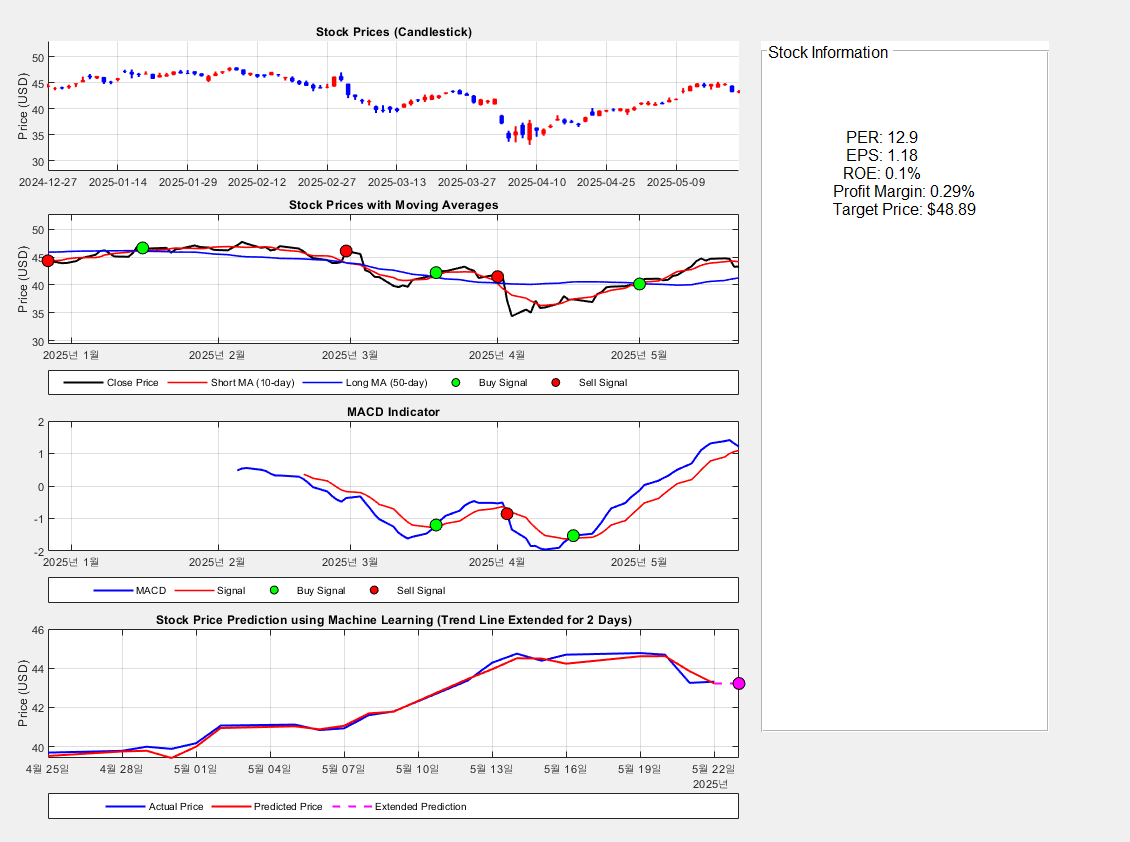 Stock Prices (Candlestick)
Price (USD)
50
45
40
35
30
2024-12-27 2025-01-14 2025-01-29 2025-02-12 2025-02-27 2025-03-13 2025-04-10 2025-04-25 2025-05-09
Stock Prices with Moving Averages
Price (USD)
50
45
40
35
30
2025년 1월 2025년 2월 2025년 3월 2025년 4월 2025년 5월
Close Price Short MA (10-day) Long MA (50-day) Buy Signal Sell Signal
MACD Indicator
2
1
0
-1
-2
2025년 1월 2025년 2월 2025년 3월 2025년 4월 2025년 5월
MACD Signal Buy Signal Sell Signal
Stock Price Prediction using Machine Learning (Trend Line Extended for 2 Days)
Price (USD)
46
44
42
40
4월 25일 4월 28일 5월 01일 5월 04일 5월 07일 5월 10일 5월 13일 5월 16일 5월 19일 5월 22일
2025년
Actual Price Predicted Price Extended Prediction
Stock Information
PER: 12.9
EPS: 1.18
ROE: 0.1%
Profit Margin: 0.29%
Target Price: $48.89